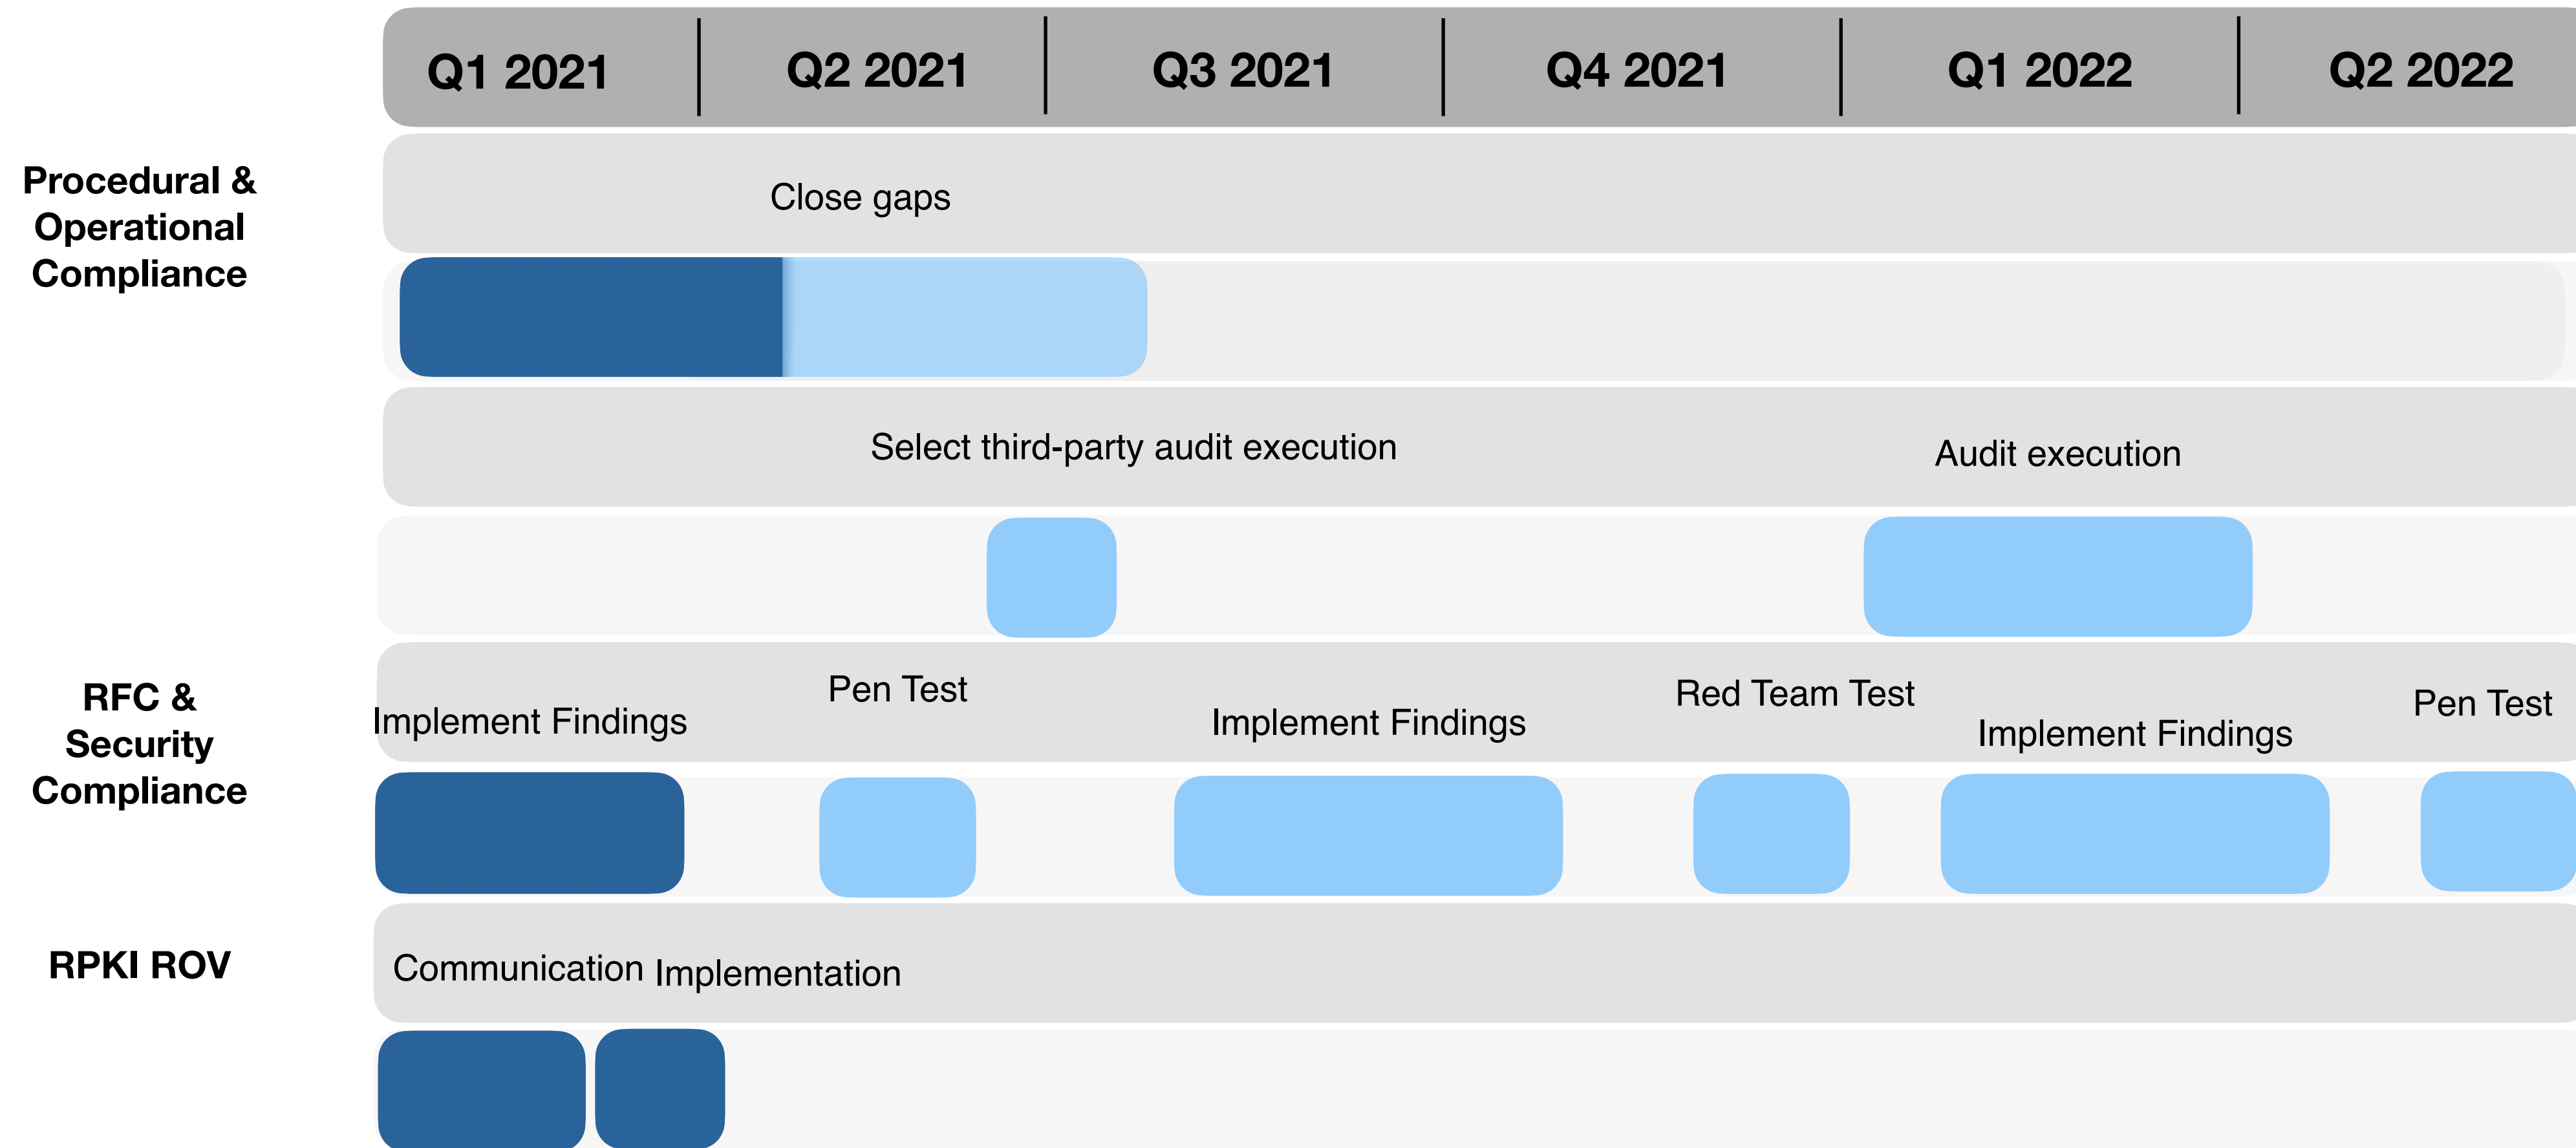 Q1 2021
Q2 2021
Q3 2021
Q4 2021
Q1 2022
Q2 2022
Procedural &
Operational
Compliance
Close gaps
Select third-party audit execution
Audit execution
RFC &
Security
Compliance
Implement Findings
Pen Test
Implement Findings
Red Team Test
Implement Findings
Pen Test
RPKI ROV
Communication
Implementation